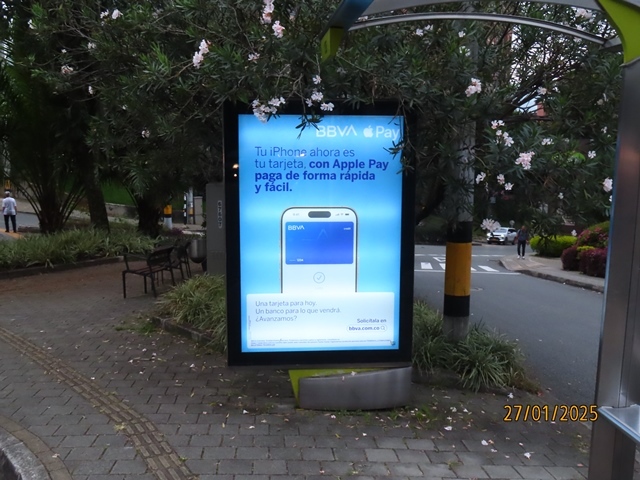 BBVA Pay
Tu iPhone ahora es
tu tarjeta, con Apple Pay
paga de forma rápida
y fácil.
BBVA
Una tarjeta para hoy.
Un banco para lo que vendrá.
¿Avanzamos?
Solicítala en
bbva.com.co
27/01/2025